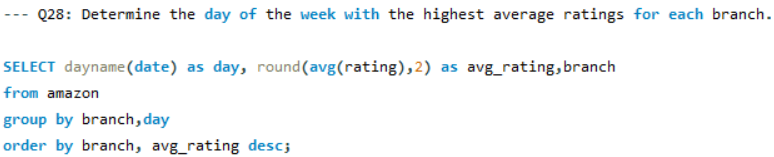 --- Q28: Determine the day of the week with the highest average ratings for each branch.
SELECT dayname(date) as day, round(avg(rating),2) as avg_rating,branch
from amazon
group by branch,day
order by branch, avg_rating desc;